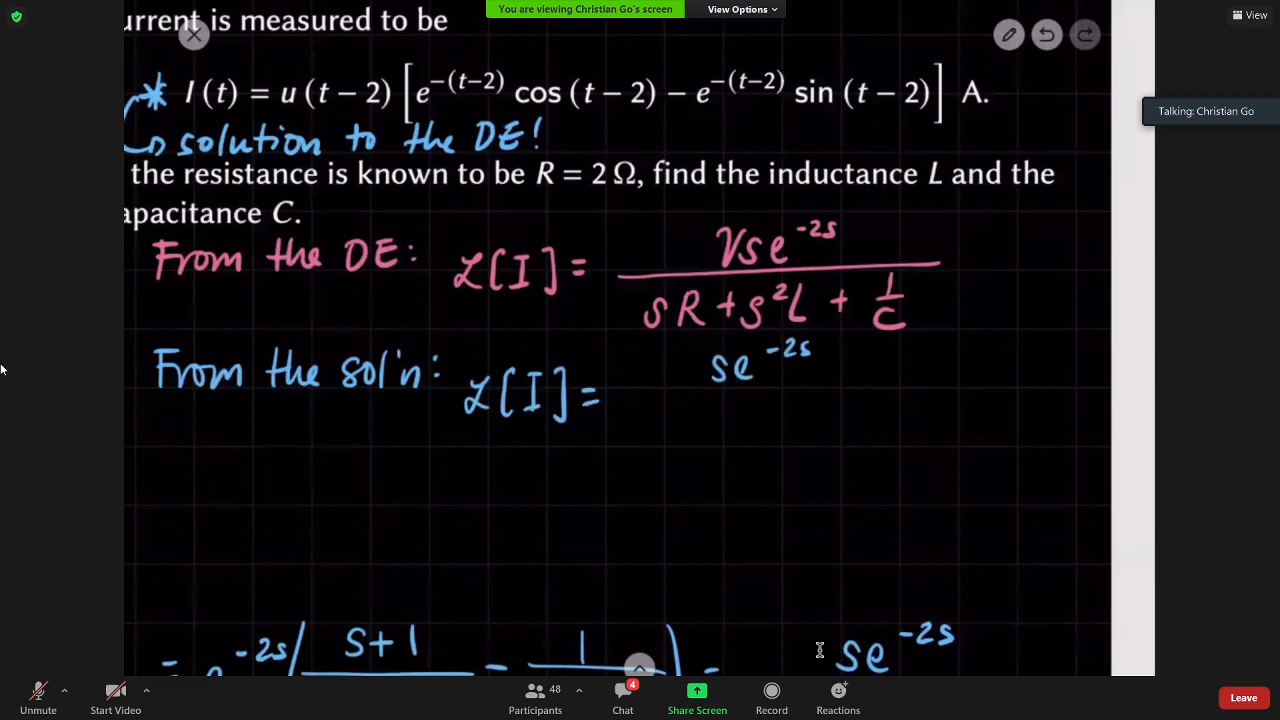 You are viewing Christian Go's screen
View Options
View
urrent is measured to be
I (t) = u (t − 2) [e^{−(t−2)} cos (t − 2) − e^{−(t−2)} sin (t − 2)] A.
Talking: Christian Go
solution to the DE!
the resistance is known to be R = 2 Ω, find the inductance L and the
apacitance C.
From the DE: ℒ[I] = \frac{Vse^{-2s}}{sR + s²L + \frac{1}{C}}
From the sol'n: ℒ[I] = se^{-2s}
= e^{-2s}( s+1 − 1 ) = se^{-2s}
Unmute
Start Video
48
Participants
4
Chat
Share Screen
Record
Reactions
Leave